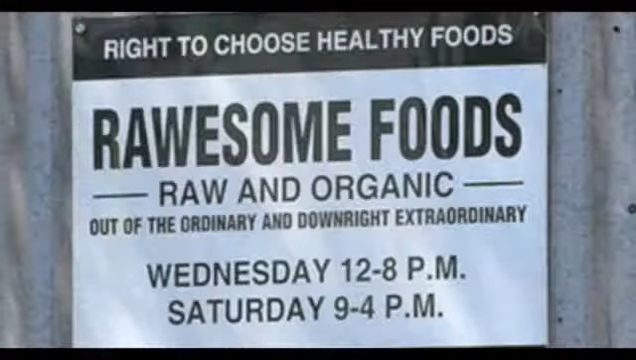 RIGHT TO CHOOSE HEALTHY FOODS
RAWESOME FOODS
RAW AND ORGANIC
OUT OF THE ORDINARY AND DOWNRIGHT EXTRAORDINARY
WEDNESDAY 12-8 P.M.
SATURDAY 9-4 P.M.